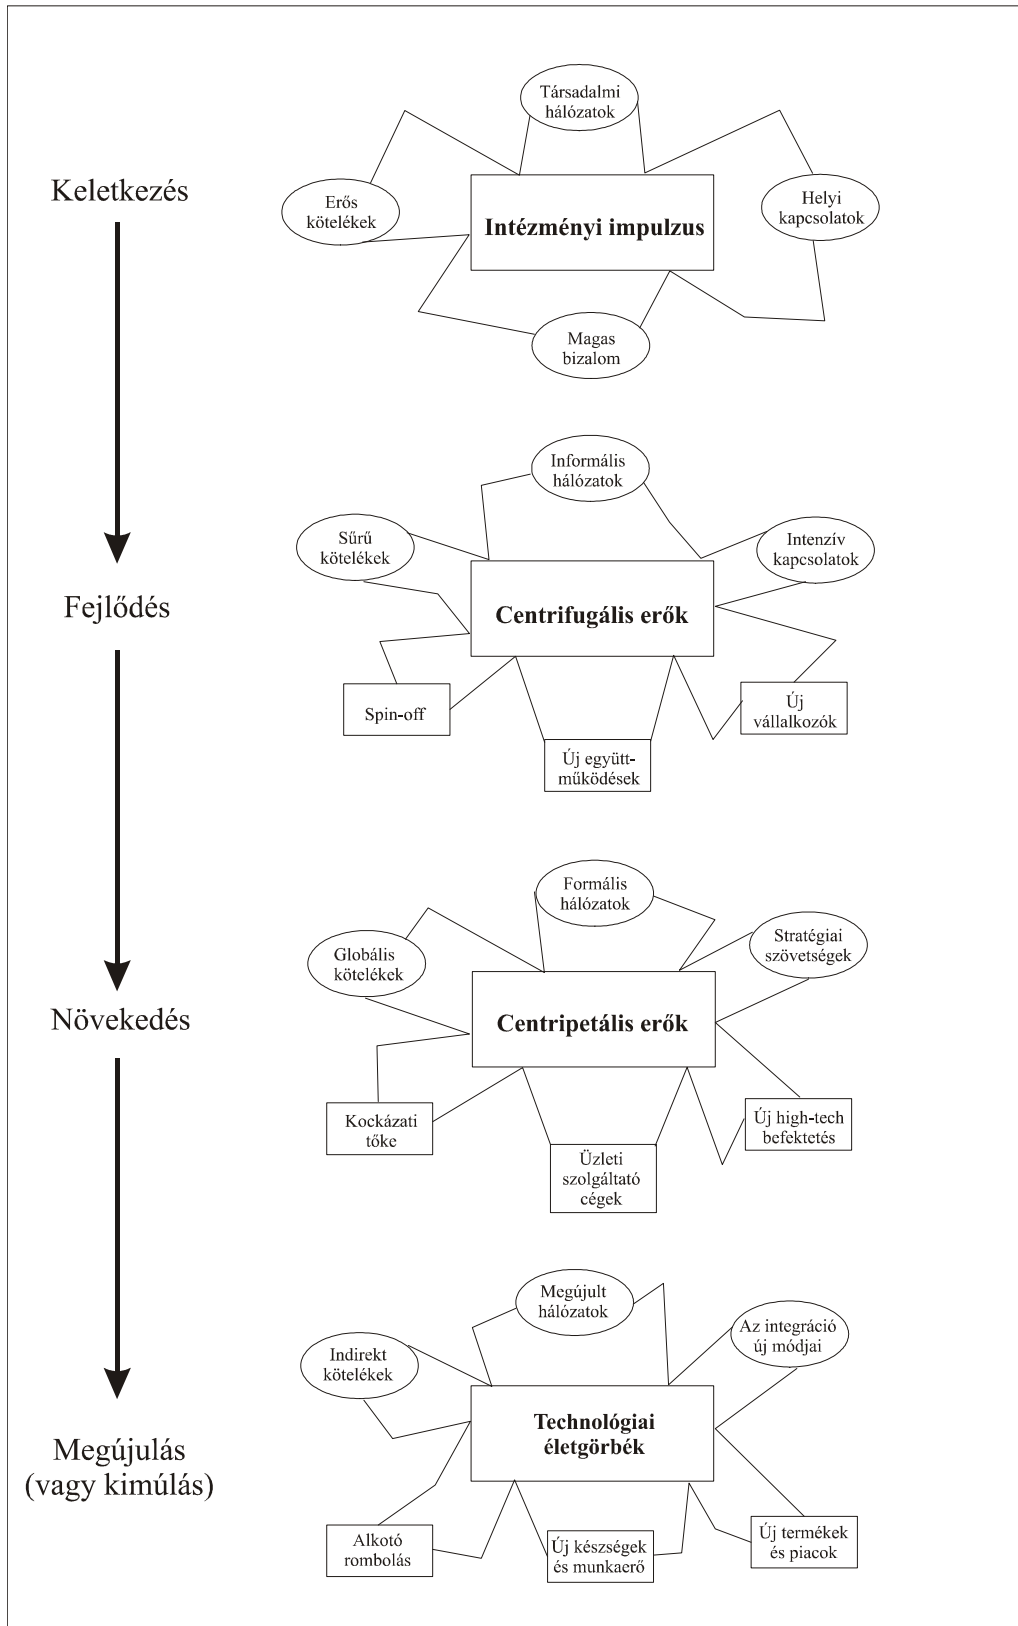 Keletkezés
Társadalmi
hálózatok
Erős
kötelékek
Intézményi impulzus
Helyi
kapcsolatok
Magas
bizalom
Fejlődés
Informális
hálózatok
Sűrű
kötelékek
Intenzív
kapcsolatok
Centrifugális erők
Spin-off
Új együtt-
működések
Új
vállalkozók
Növekedés
Formális
hálózatok
Globális
kötelékek
Stratégiai
szövetségek
Centripetális erők
Kockázati
tőke
Üzleti
szolgáltató
cégek
Új high-tech
befektetés
Megújulás
(vagy kimúlás)
Megújult
hálózatok
Indirekt
kötelékek
Az integráció
új módjai
Technológiai
életgörbék
Alkotó
rombolás
Új készségek
és munkaerő
Új termékek
és piacok